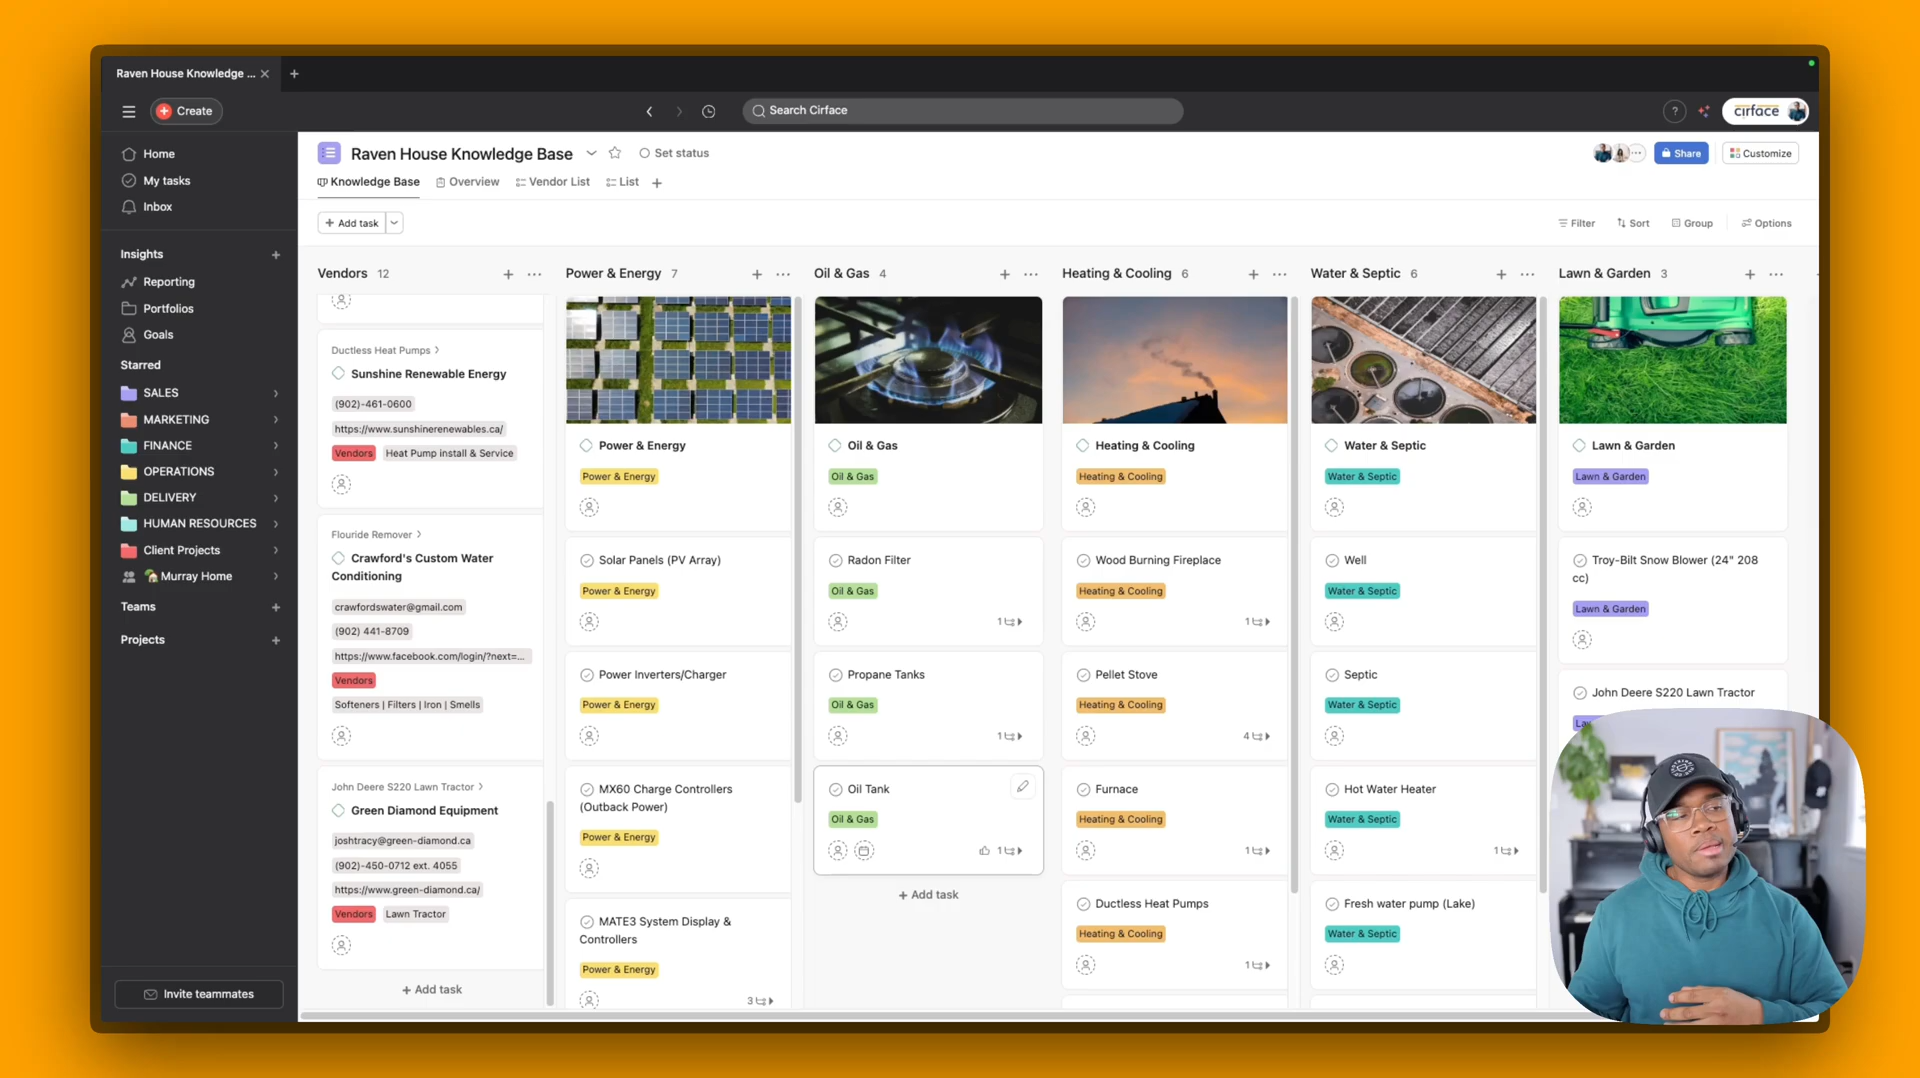 Raven House Knowledge ...
Create
Search Cirface
?
cirface
Home
My tasks
Inbox
Insights
Reporting
Portfolios
Goals
Starred
SALES
MARKETING
FINANCE
OPERATIONS
DELIVERY
HUMAN RESOURCES
Client Projects
Murray Home
Teams
Projects
Invite teammates
Raven House Knowledge Base
Set status
Share
Customize
Knowledge Base
Overview
Vendor List
List
Add task
Filter
Sort
Group
Options
Vendors 12
Ductless Heat Pumps
Sunshine Renewable Energy
(902)-461-0600
https://www.sunshinerenewables.ca/
Vendors Heat Pump install & Service
Flouride Remover
Crawford's Custom Water
Conditioning
crawfordswater@gmail.com
(902) 441-8709
https://www.facebook.com/login/?next=...
Vendors
Softeners | Filters | Iron | Smells
John Deere S220 Lawn Tractor
Green Diamond Equipment
joshtracy@green-diamond.ca
(902)-450-0712 ext. 4055
https://www.green-diamond.ca/
Vendors Lawn Tractor
+ Add task
Power & Energy 7
Power & Energy
Power & Energy
Solar Panels (PV Array)
Power & Energy
Power Inverters/Charger
Power & Energy
MX60 Charge Controllers
(Outback Power)
Power & Energy
MATE3 System Display &
Controllers
Power & Energy
3
Oil & Gas 4
Oil & Gas
Oil & Gas
Radon Filter
Oil & Gas
1
Propane Tanks
Oil & Gas
1
Oil Tank
Oil & Gas
1
+ Add task
Heating & Cooling 6
Heating & Cooling
Heating & Cooling
Wood Burning Fireplace
Heating & Cooling
1
Pellet Stove
Heating & Cooling
4
Furnace
Heating & Cooling
1
Ductless Heat Pumps
Heating & Cooling
1
Water & Septic 6
Water & Septic
Water & Septic
Well
Water & Septic
Septic
Water & Septic
Hot Water Heater
Water & Septic
1
Fresh water pump (Lake)
Water & Septic
Lawn & Garden 3
Lawn & Garden
Lawn & Garden
Troy-Bilt Snow Blower (24" 208
cc)
Lawn & Garden
John Deere S220 Lawn Tractor